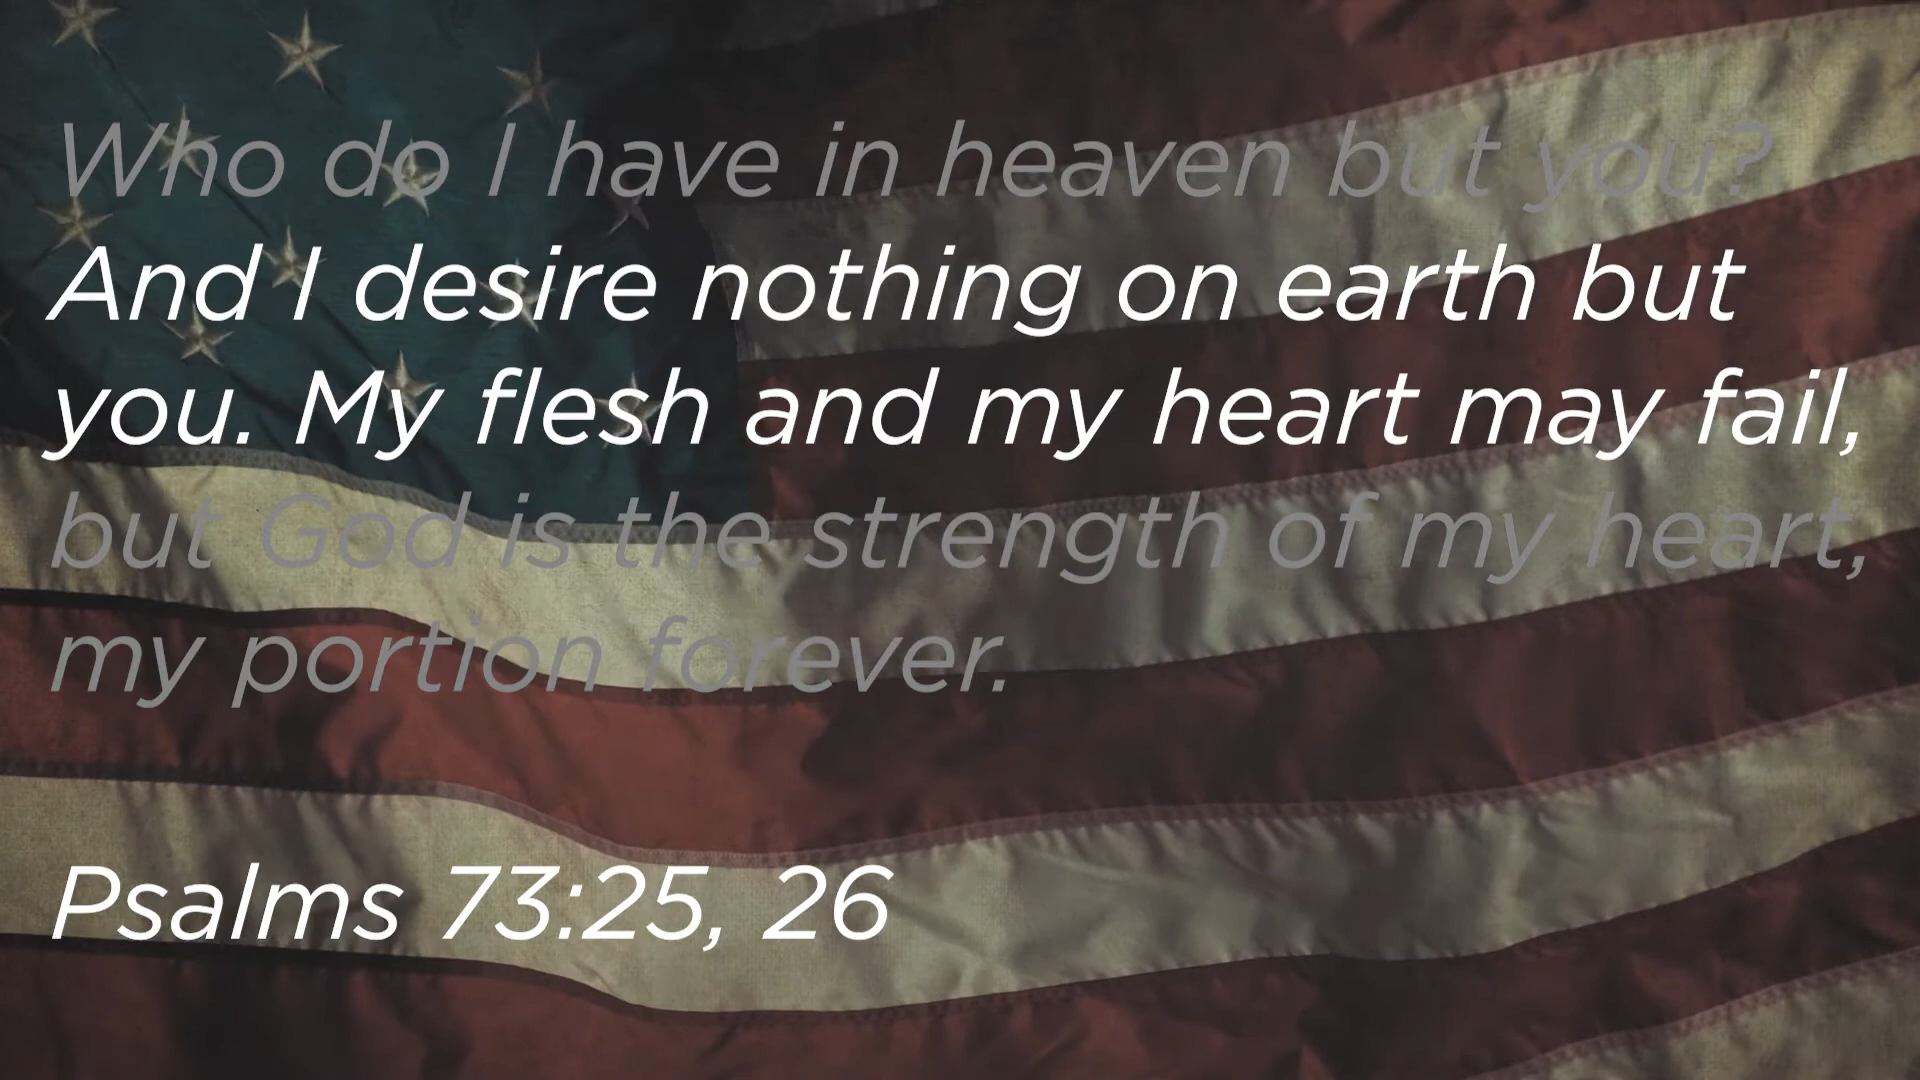 Who do I have in heaven but you?
And I desire nothing on earth but
you. My flesh and my heart may fail,
but God is the strength of my heart,
my portion forever.
Psalms 73:25, 26